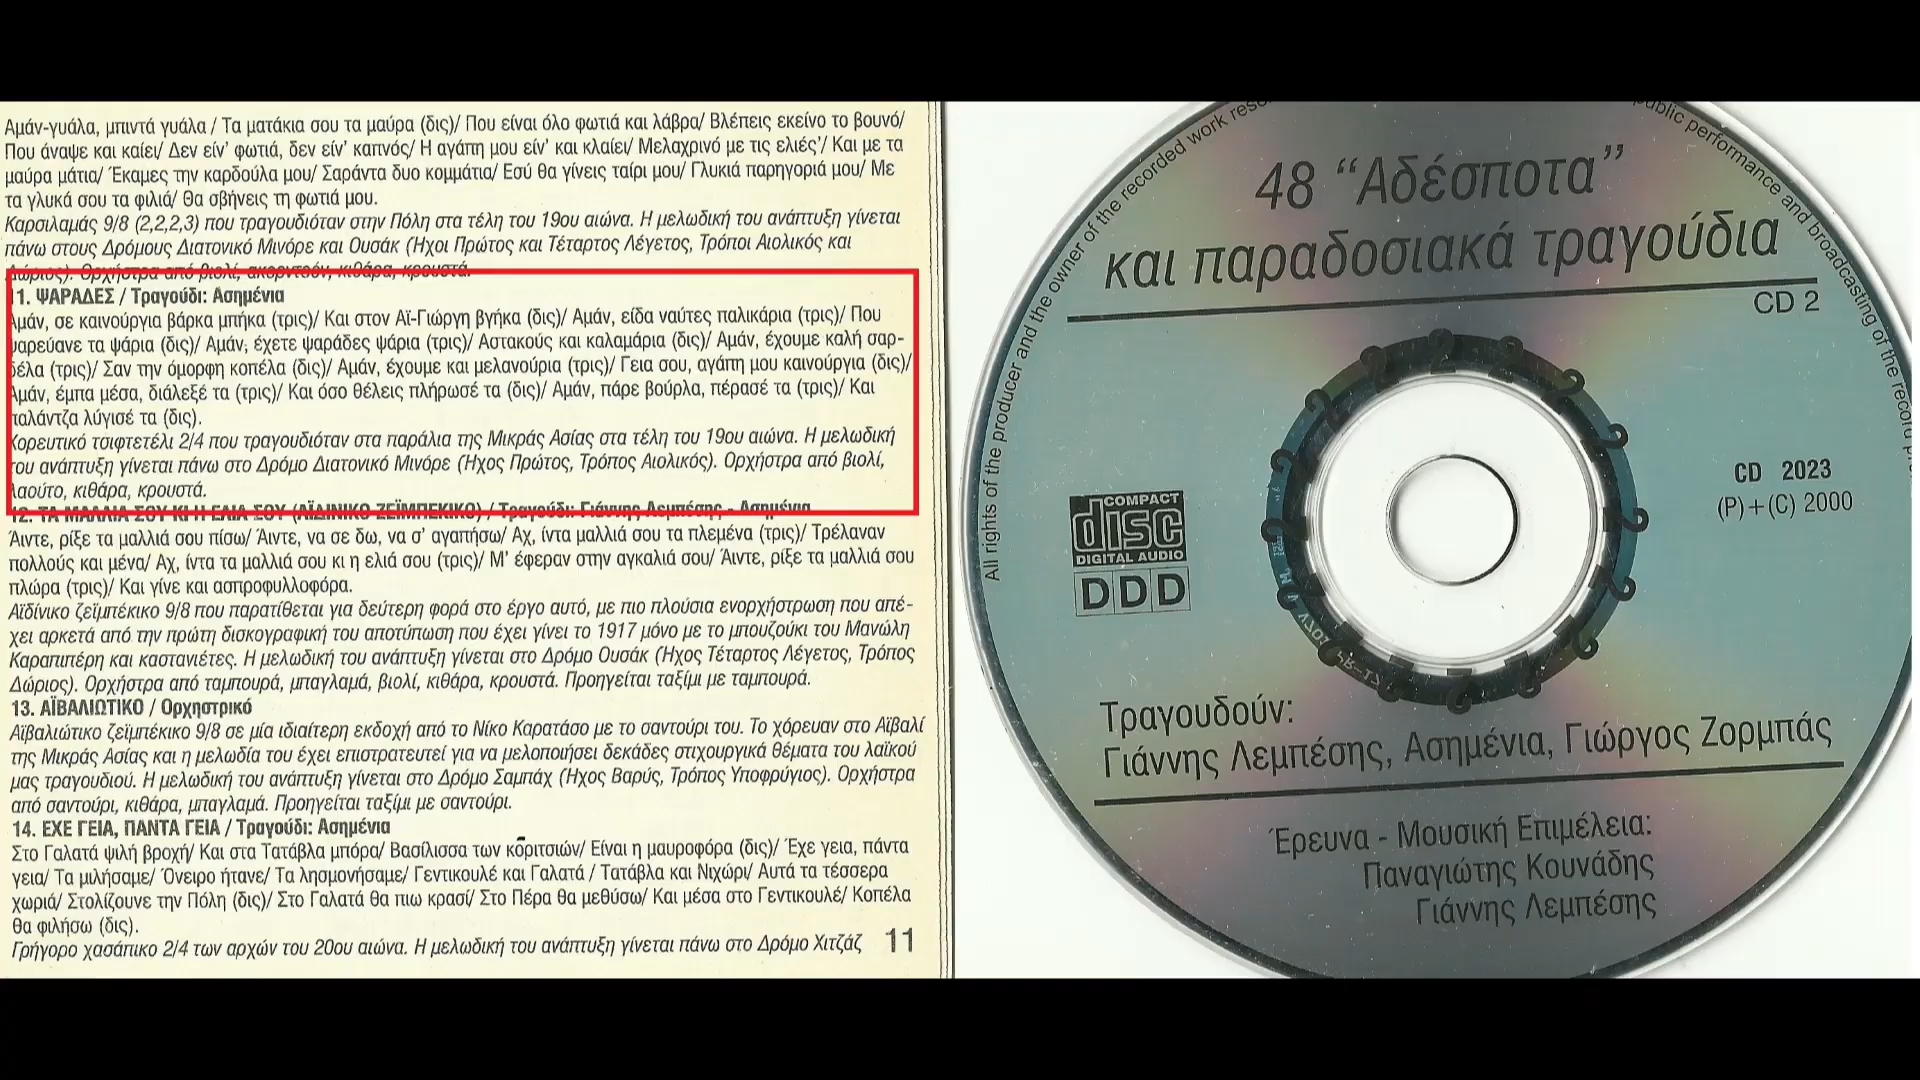 Αμάν-γυάλα, μπιντά γυάλα / Τα ματάκια σου τα μαύρα (δις)/ Που είναι όλο φωτιά και λάβρα/ Βλέπεις εκείνο το βουνό/
Που άναψε και καίει/ Δεν είν' φωτιά, δεν είν' καπνός/ Η αγάπη μου είν' και κλαίει/ Μελαχρινό με τις ελιές'/ Και με τα
μαύρα μάτια/ Έκαμες την καρδούλα μου/ Σαράντα δυο κομμάτια/ Εσύ θα γίνεις ταίρι μου/ Γλυκιά παρηγοριά μου/ Με
τα γλυκά σου τα φιλιά/ Θα σβήνεις τη φωτιά μου.
Καρσιλαμάς 9/8 (2,2,2,3) που τραγουδιόταν στην Πόλη στα τέλη του 19ου αιώνα. Η μελωδική του ανάπτυξη γίνεται
πάνω στους Δρόμους Διατονικό Μινόρε και Ουσάκ (Ήχοι Πρώτος και Τέταρτος Λέγετος, Τρόποι Αιολικός και
Δώριος). Ορχήστρα από βιολί, ακορντεόν, κιθάρα, κρουστά.
11. ΨΑΡΑΔΕΣ / Τραγούδι: Ασημένια
Αμάν, σε καινούργια βάρκα μπήκα (τρις)/ Και στον Αϊ-Γιώργη βγήκα (δις)/ Αμάν, είδα ναύτες παλικάρια (τρις)/ Που
ψαρεύανε τα ψάρια (δις)/ Αμάν, έχετε ψαράδες ψάρια (τρις)/ Αστακούς και καλαμάρια (δις)/ Αμάν, έχουμε καλή σαρ-
δέλα (τρις)/ Σαν την όμορφη κοπέλα (δις)/ Αμάν, έχουμε και μελανούρια (τρις)/ Γεια σου, αγάπη μου καινούργια (δις)/
Αμάν, έμπα μέσα, διάλεξέ τα (τρις)/ Και όσο θέλεις πλήρωσέ τα (δις)/ Αμάν, πάρε βούρλα, πέρασέ τα (τρις)/ Και
παλάντζα λύγισέ τα (δις).
Χορευτικό τσιφτετέλι 2/4 που τραγουδιόταν στα παράλια της Μικράς Ασίας στα τέλη του 19ου αιώνα. Η μελωδική
του ανάπτυξη γίνεται πάνω στο Δρόμο Διατονικό Μινόρε (Ήχος Πρώτος, Τρόπος Αιολικός). Ορχήστρα από βιολί,
λαούτο, κιθάρα, κρουστά.
12. ΤΑ ΜΑΛΛΙΑ ΣΟΥ ΚΙ Η ΕΛΙΑ ΣΟΥ (ΑΪΔΙΝΙΚΟ ΖΕΪΜΠΕΚΙΚΟ) / Τραγούδι: Γιάννης Λεμπέσης - Ασημένια
Άιντε, ρίξε τα μαλλιά σου πίσω/ Άιντε, να σε δω, να σ' αγαπήσω/ Αχ, ίντα μαλλιά σου τα πλεμένα (τρις)/ Τρέλαναν
πολλούς και μένα/ Αχ, ίντα τα μαλλιά σου κι η ελιά σου (τρις)/ Μ' έφεραν στην αγκαλιά σου/ Άιντε, ρίξε τα μαλλιά σου
πλώρα (τρις)/ Και γίνε και ασπροφυλλοφόρα.
Αϊδίνικο ζεϊμπέκικο 9/8 που παρατίθεται για δεύτερη φορά στο έργο αυτό, με πιο πλούσια ενορχήστρωση που απέ-
χει αρκετά από την πρώτη δισκογραφική του αποτύπωση που έχει γίνει το 1917 μόνο με το μπουζούκι του Μανώλη
Καραπιπέρη και καστανιέτες. Η μελωδική του ανάπτυξη γίνεται στο Δρόμο Ουσάκ (Ήχος Τέταρτος Λέγετος, Τρόπος
Δώριος). Ορχήστρα από ταμπουρά, μπαγλαμά, βιολί, κιθάρα, κρουστά. Προηγείται ταξίμι με ταμπουρά.
13. ΑΪΒΑΛΙΩΤΙΚΟ / Ορχηστρικό
Αϊβαλιώτικο ζεϊμπέκικο 9/8 σε μία ιδιαίτερη εκδοχή από το Νίκο Καρατάσο με το σαντούρι του. Το χόρευαν στο Αϊβαλί
της Μικράς Ασίας και η μελωδία του έχει επιστρατευτεί για να μελοποιήσει δεκάδες στιχουργικά θέματα του λαϊκού
μας τραγουδιού. Η μελωδική του ανάπτυξη γίνεται στο Δρόμο Σαμπάχ (Ήχος Βαρύς, Τρόπος Υποφρύγιος). Ορχήστρα
από σαντούρι, κιθάρα, μπαγλαμά. Προηγείται ταξίμι με σαντούρι.
14. ΕΧΕ ΓΕΙΑ, ΠΑΝΤΑ ΓΕΙΑ / Τραγούδι: Ασημένια
Στο Γαλατά ψιλή βροχή/ Και στα Τατάβλα μπόρα/ Βασίλισσα των κοριτσιών/ Είναι η μαυροφόρα (δις)/ Έχε γεια, πάντα
γεια/ Τα μιλήσαμε/ Όνειρο ήτανε/ Τα λησμονήσαμε/ Γεντικουλέ και Γαλατά / Τατάβλα και Νιχώρι/ Αυτά τα τέσσερα
χωριά/ Στολίζουνε την Πόλη (δις)/ Στο Γαλατά θα πιω κρασί/ Στο Πέρα θα μεθύσω/ Και μέσα στο Γεντικουλέ/ Κοπέλα
θα φιλήσω (δις).
Γρήγορο χασάπικο 2/4 των αρχών του 20ου αιώνα. Η μελωδική του ανάπτυξη γίνεται πάνω στο Δρόμο Χιτζάζ
11
All rights of the producer and the owner of the recorded work
public performance and broadcasting of the record
48 “Αδέσποτα”
και παραδοσιακά τραγούδια
CD 2
COMPACT
disc
DIGITAL AUDIO
DDD
CD 2023
(P)+(C) 2000
Τραγουδούν:
Γιάννης Λεμπέσης, Ασημένια, Γιώργος Ζορμπάς
Έρευνα - Μουσική Επιμέλεια:
Παναγιώτης Κουνάδης
Γιάννης Λεμπέσης